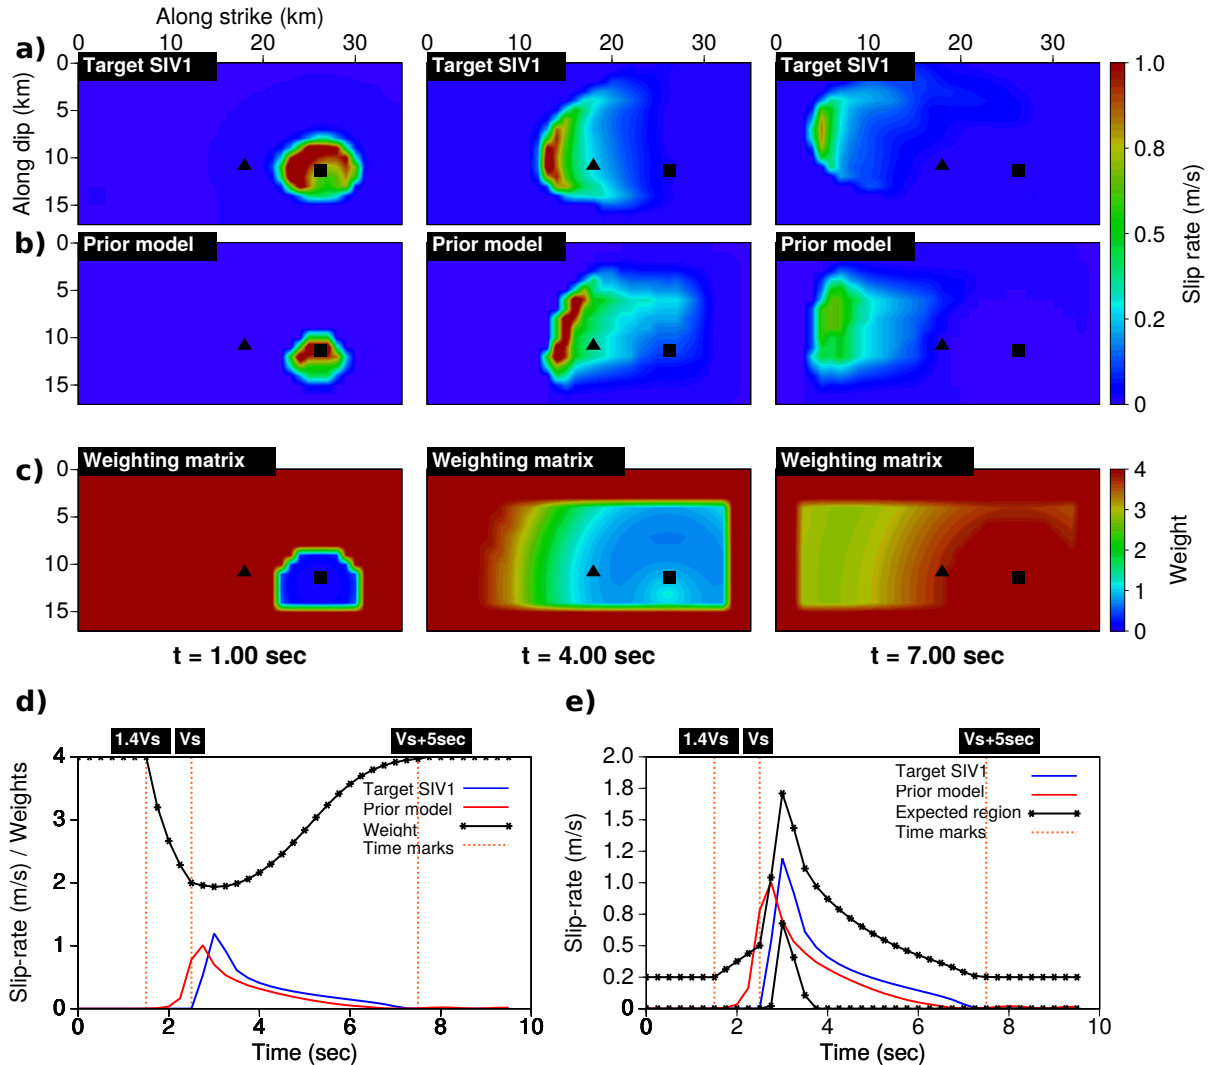 Along strike (km)
0 10 20 30 0 10 20 30 0 10 20 30
a)
Target SIV1 Target SIV1 Target SIV1
Along dip (km)
0
5
10
15
b)
Prior model Prior model Prior model
0
5
10
15
1.0
0.8
0.5
0.2
0
Slip rate (m/s)
c)
Weighting matrix Weighting matrix Weighting matrix
0
5
10
15
4
3
2
1
0
Weight
t = 1.00 sec t = 4.00 sec t = 7.00 sec
d)
1.4Vs Vs Vs+5sec
Slip-rate (m/s) / Weights
4
3
2
1
0
Target SIV1
Prior model
Weight
Time marks
0 2 4 6 8 10
Time (sec)
e)
1.4Vs Vs Vs+5sec
Slip-rate (m/s)
2.0
1.8
1.5
1.2
1.0
0.8
0.5
0.2
0
Target SIV1
Prior model
Expected region
Time marks
0 2 4 6 8 10
Time (sec)